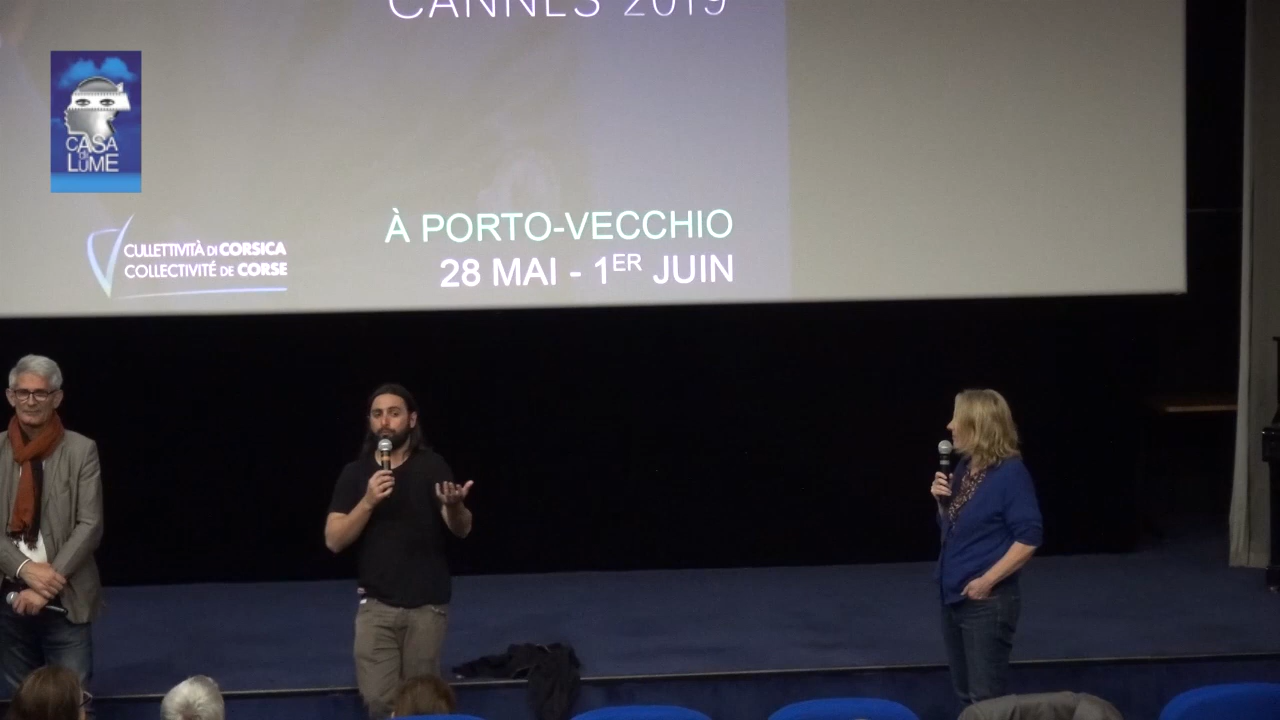 CANNES 2019
CASA
DI
LUME
CULLETTIVITÀ DI CORSICA
COLLECTIVITÉ DE CORSE
À PORTO-VECCHIO
28 MAI - 1ER JUIN